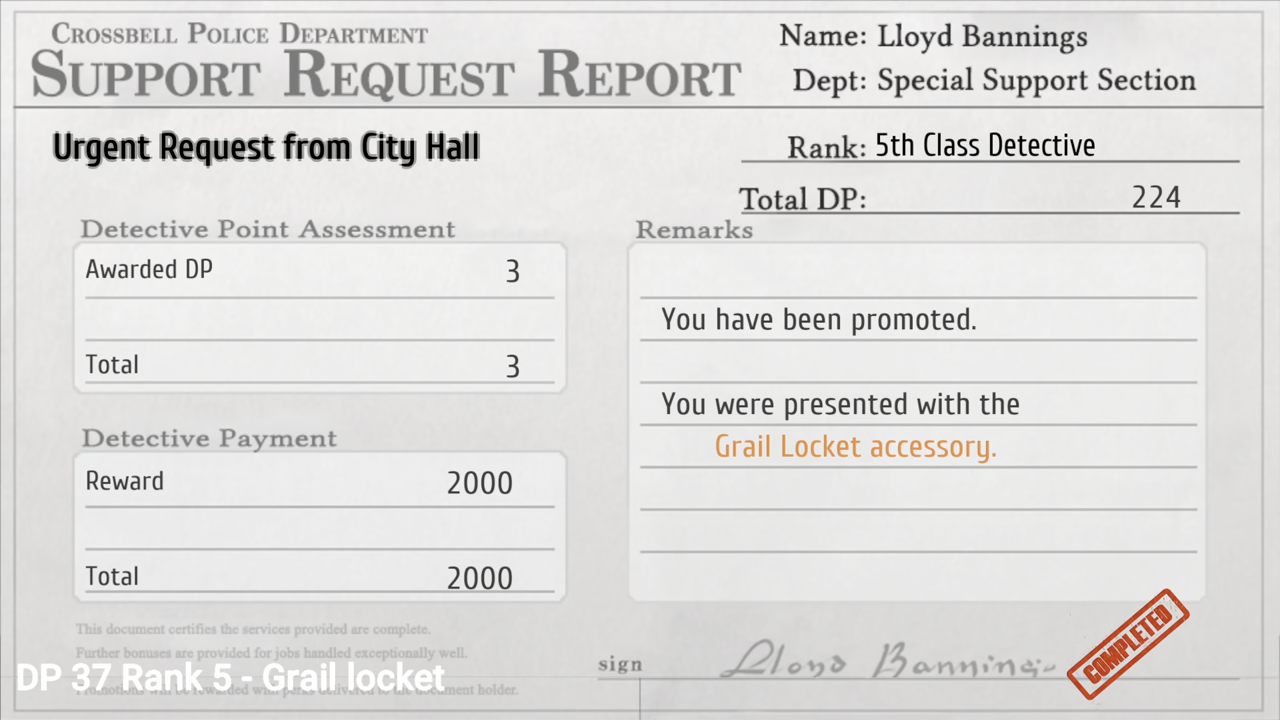 CROSSBELL POLICE DEPARTMENT
SUPPORT REQUEST REPORT
Name: Lloyd Bannings
Dept: Special Support Section
Urgent Request from City Hall
Rank: 5th Class Detective
Total DP: 224
Detective Point Assessment
Awarded DP 3
Total 3
Remarks
You have been promoted.
You were presented with the
Grail Locket accessory.
Detective Payment
Reward 2000
Total 2000
This document certifies the services provided are complete.
Further bonuses are provided for jobs handled exceptionally well.
document holder.
sign Lloyd Bannings
COMPLETED
DP 37 Rank 5 - Grail locket